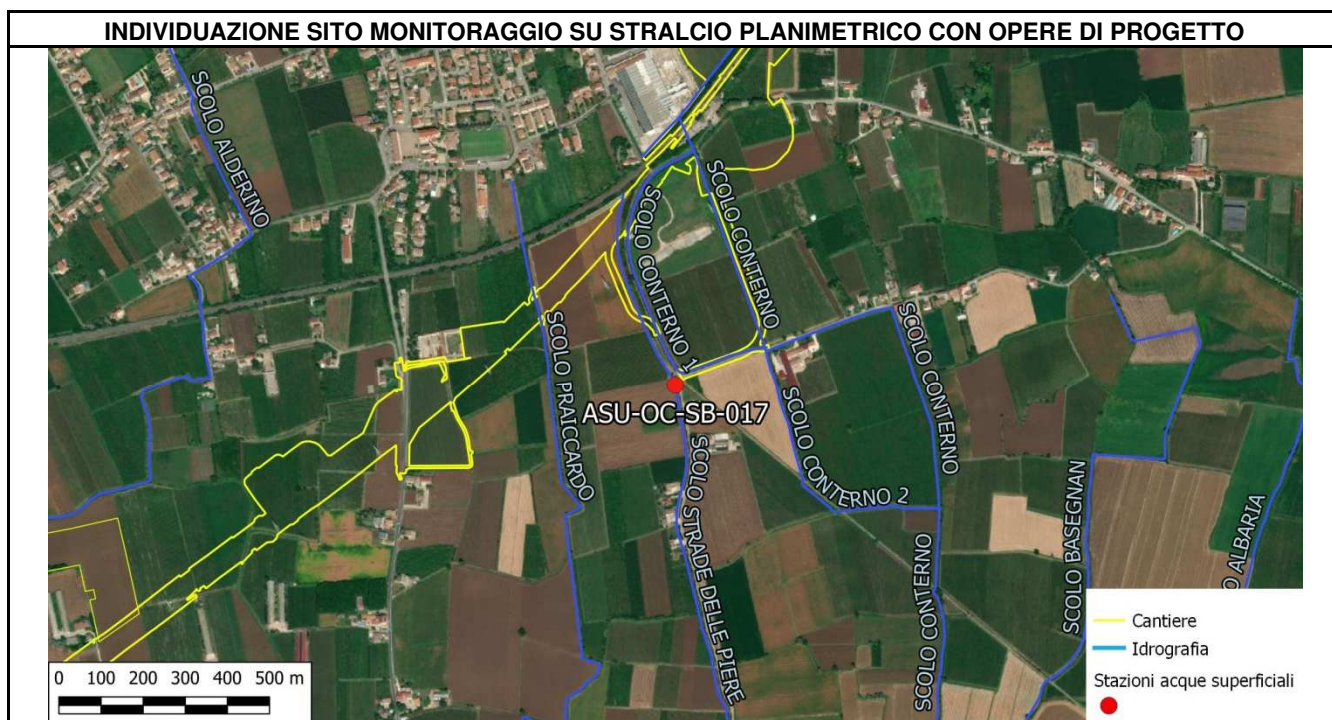 INDIVIDUAZIONE SITO MONITORAGGIO SU STRALCIO PLANIMETRICO CON OPERE DI PROGETTO
SCOLO ALDERINO
SCOLO CONTERNO
SCOLO CONTERNO 1
SCOLO CONTERNO
SCOLO PRAICCARDO
ASU-OC-SB-017
SCOLO CONTERNO 2
SCOLO STRADE DELLE PIERE
SCOLO CONTERNO
SCOLO BASEGNAN
O ALBARIA
Cantiere
Idrografia
Stazioni acque superficiali
0 100 200 300 400 500 m